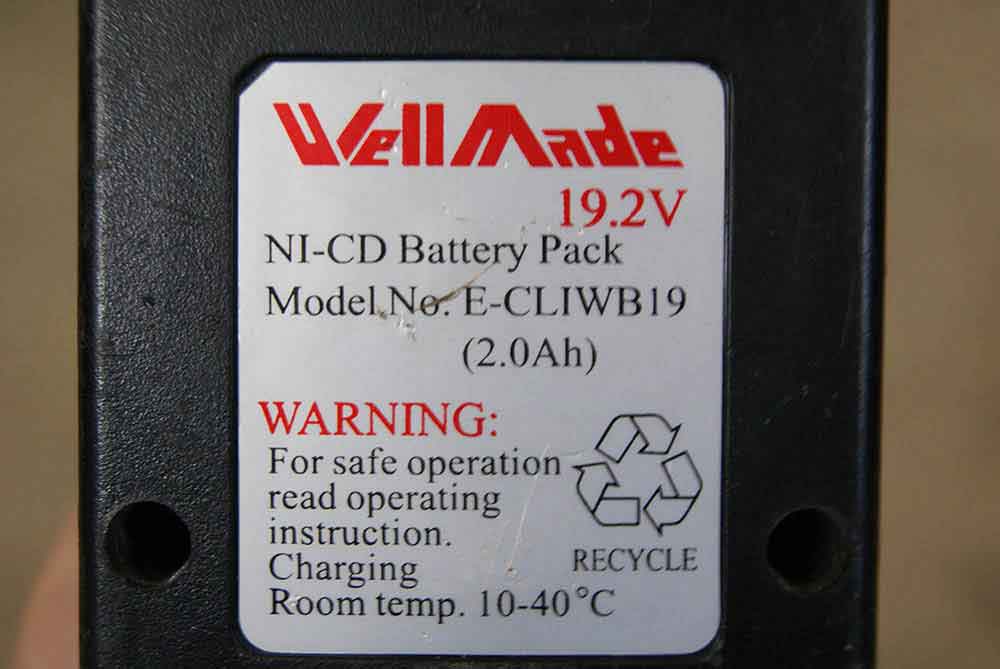 WellMade
19.2V
NI-CD Battery Pack
Model No. E-CLIWB19
(2.0Ah)
WARNING:
For safe operation
read operating
instruction.
Charging
Room temp. 10-40°C
RECYCLE